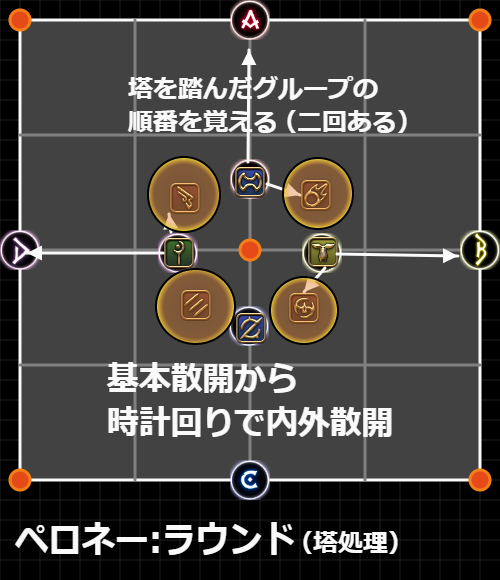 A
塔を踏んだグループの
順番を覚える（二回ある）
D
B
基本散開から
時計回りで内外散開
C
ペロネー:ラウンド（塔処理）